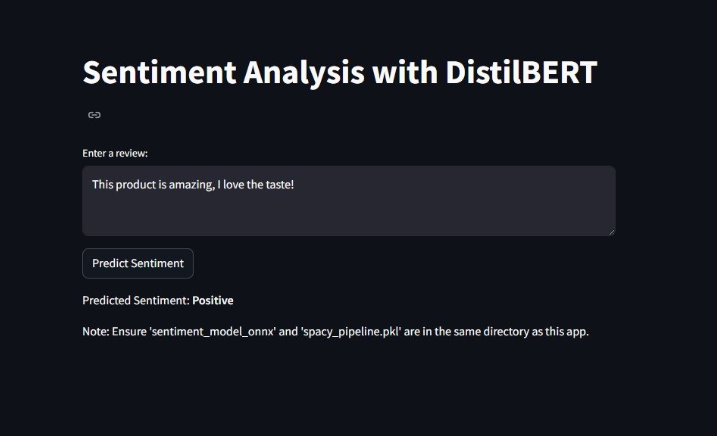 Sentiment Analysis with DistilBERT
Enter a review:
This product is amazing, I love the taste!
Predict Sentiment
Predicted Sentiment: Positive
Note: Ensure 'sentiment_model_onnx' and 'spacy_pipeline.pkl' are in the same directory as this app.